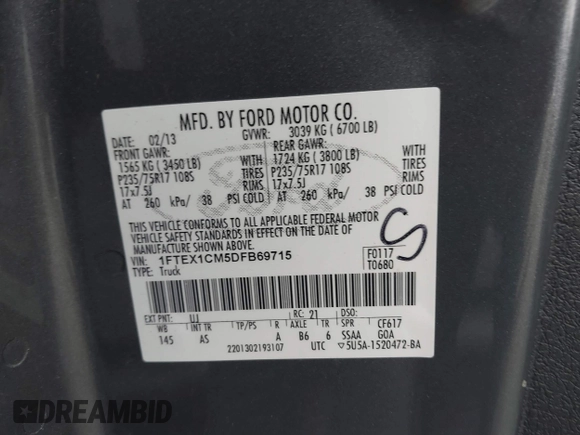 MFD. BY FORD MOTOR CO.
DATE: 02/13 GVWR: 3039 KG ( 6700 LB)
FRONT GAWR: REAR GAWR:
1565 KG ( 3450 LB) WITH 1724 KG ( 3800 LB) WITH
P235/75R17 108S TIRES P235/75R17 108S TIRES
17x7.5J RIMS 17x7.5J RIMS
AT 260 kPa/ 38 PSI COLD AT 260 kPa/ 38 PSI COLD
THIS VEHICLE CONFORMS TO ALL APPLICABLE FEDERAL MOTOR
VEHICLE SAFETY STANDARDS IN EFFECT ON THE DATE OF
MANUFACTURE SHOWN ABOVE.
VIN: 1FTEX1CM5DFB69715 F0117
TYPE: Truck T0680
EXT PNT: UJ RC: 21 DSO:
WB INT TR TP/PS R AXLE TR SPR CF617
145 AS A B6 6 SSAA GOA
2201302193107 UTC ▽5U5A-1520472-BA
Ford
S
DREAMBID